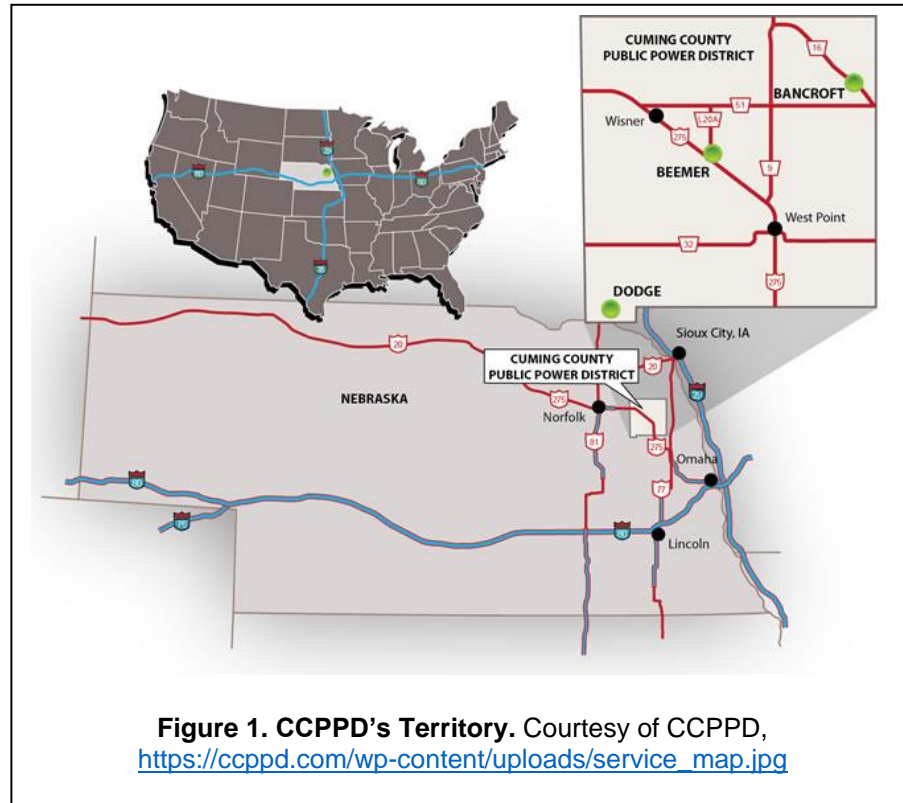 CUMING COUNTY
PUBLIC POWER DISTRICT
16
BANCROFT
51
Wisner
L20A
275
BEEMER
9
West Point
32
275
DODGE
29
80
80
35
Sioux City, IA
20
20
CUMING COUNTY
PUBLIC POWER DISTRICT
29
NEBRASKA
275
Norfolk
81
275
Omaha
77
80
76
80
Lincoln
Figure 1. CCPPD's Territory. Courtesy of CCPPD,
https://ccppd.com/wp-content/uploads/service_map.jpg